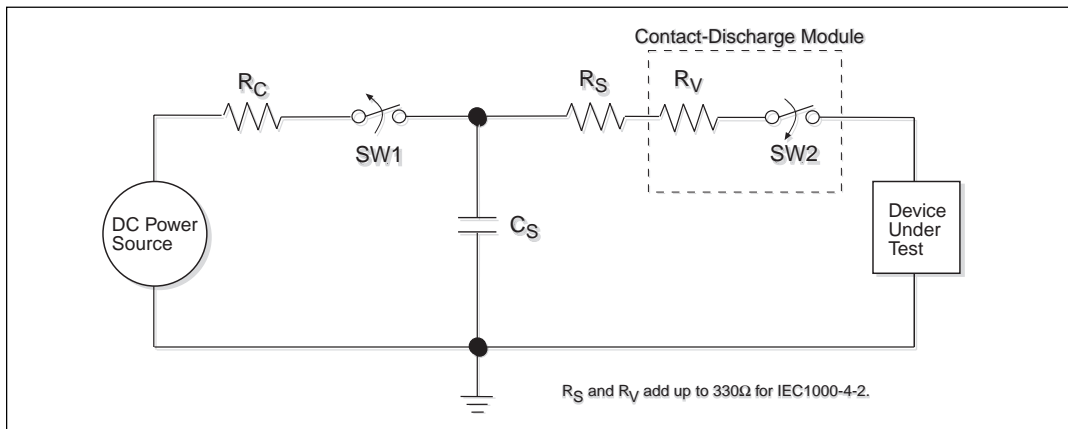 Contact-Discharge Module
RC
RS
RV
SW1
SW2
DC Power
Source
CS
Device
Under
Test
RS and RV add up to 330Ω for IEC1000-4-2.